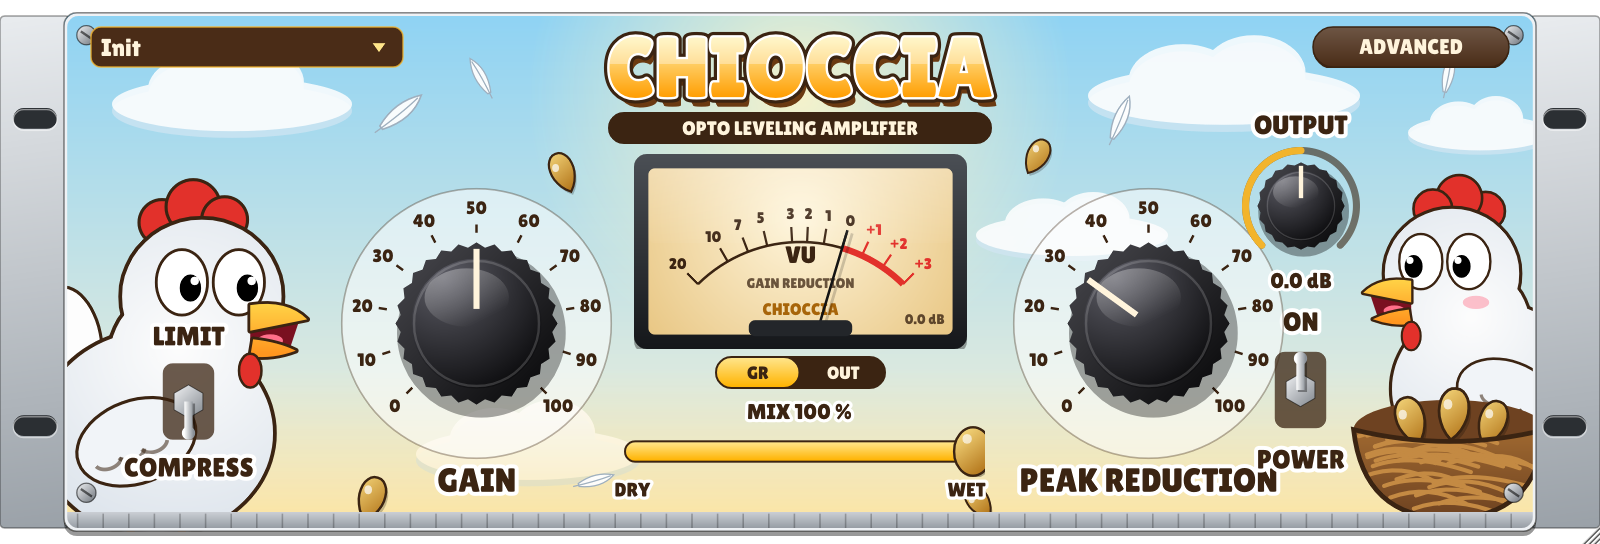 Init
CHIOCCIA
ADVANCED
OPTO LEVELING AMPLIFIER
OUTPUT
0.0 dB
LIMIT
COMPRESS
0 10 20 30 40 50 60 70 80 90 100
GAIN
20 10 7 5 3 2 1 0 +1 +2 +3
VU
GAIN REDUCTION
CHIOCCIA
0.0 dB
GR OUT
MIX 100 %
DRY WET
0 10 20 30 40 50 60 70 80 90 100
PEAK REDUCTION
ON
POWER